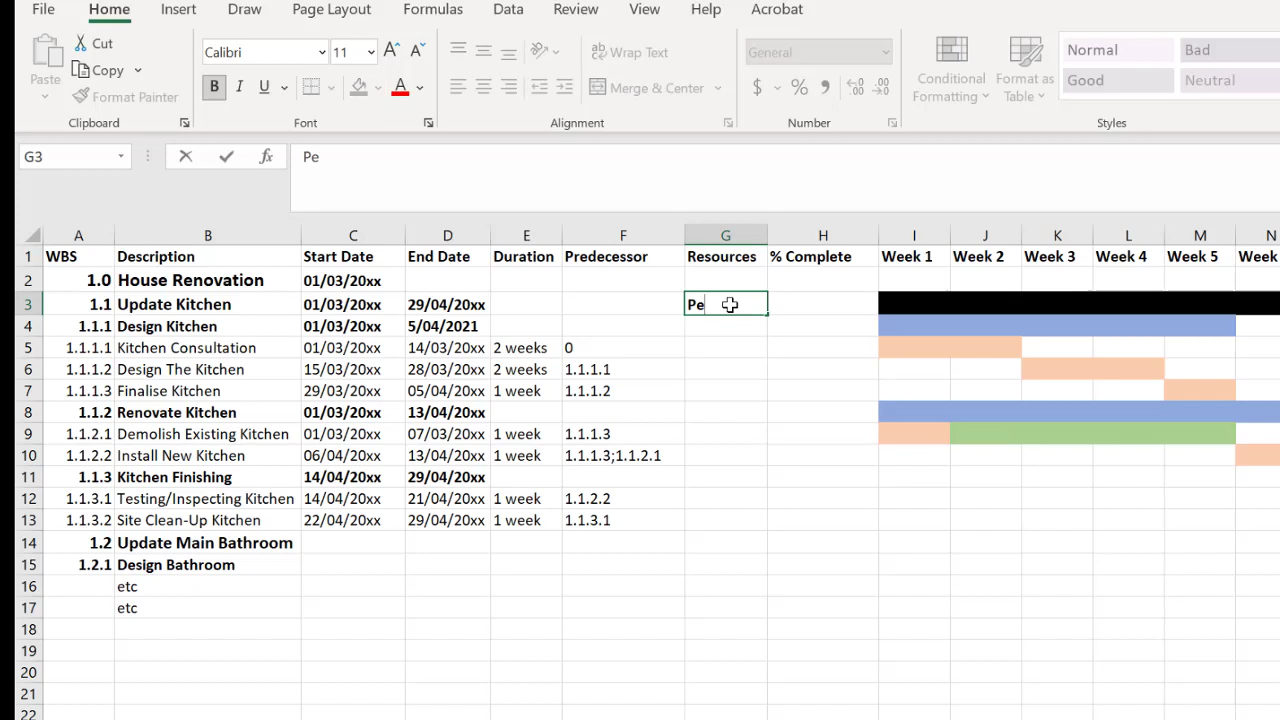 File Home Insert Draw Page Layout Formulas Data Review View Help Acrobat
Paste
Cut
Copy
Format Painter
Clipboard
Calibri 11 A A
B I U A
Font
ab Wrap Text
Merge & Center
Alignment
General
$ % 9
Number
Conditional Formatting
Format as Table
Normal Bad
Good Neutral
Styles
G3 fx Pe
A B C D E F G H I J K L M N
1 WBS Description Start Date End Date Duration Predecessor Resources % Complete Week 1 Week 2 Week 3 Week 4 Week 5 Week
2 1.0 House Renovation 01/03/20xx
3 1.1 Update Kitchen 01/03/20xx 29/04/20xx Pe
4 1.1.1 Design Kitchen 01/03/20xx 5/04/2021
5 1.1.1.1 Kitchen Consultation 01/03/20xx 14/03/20xx 2 weeks 0
6 1.1.1.2 Design The Kitchen 15/03/20xx 28/03/20xx 2 weeks 1.1.1.1
7 1.1.1.3 Finalise Kitchen 29/03/20xx 05/04/20xx 1 week 1.1.1.2
8 1.1.2 Renovate Kitchen 01/03/20xx 13/04/20xx
9 1.1.2.1 Demolish Existing Kitchen 01/03/20xx 07/03/20xx 1 week 1.1.1.3
10 1.1.2.2 Install New Kitchen 06/04/20xx 13/04/20xx 1 week 1.1.1.3;1.1.2.1
11 1.1.3 Kitchen Finishing 14/04/20xx 29/04/20xx
12 1.1.3.1 Testing/Inspecting Kitchen 14/04/20xx 21/04/20xx 1 week 1.1.2.2
13 1.1.3.2 Site Clean-Up Kitchen 22/04/20xx 29/04/20xx 1 week 1.1.3.1
14 1.2 Update Main Bathroom
15 1.2.1 Design Bathroom
16 etc
17 etc
18
19
20
21
22